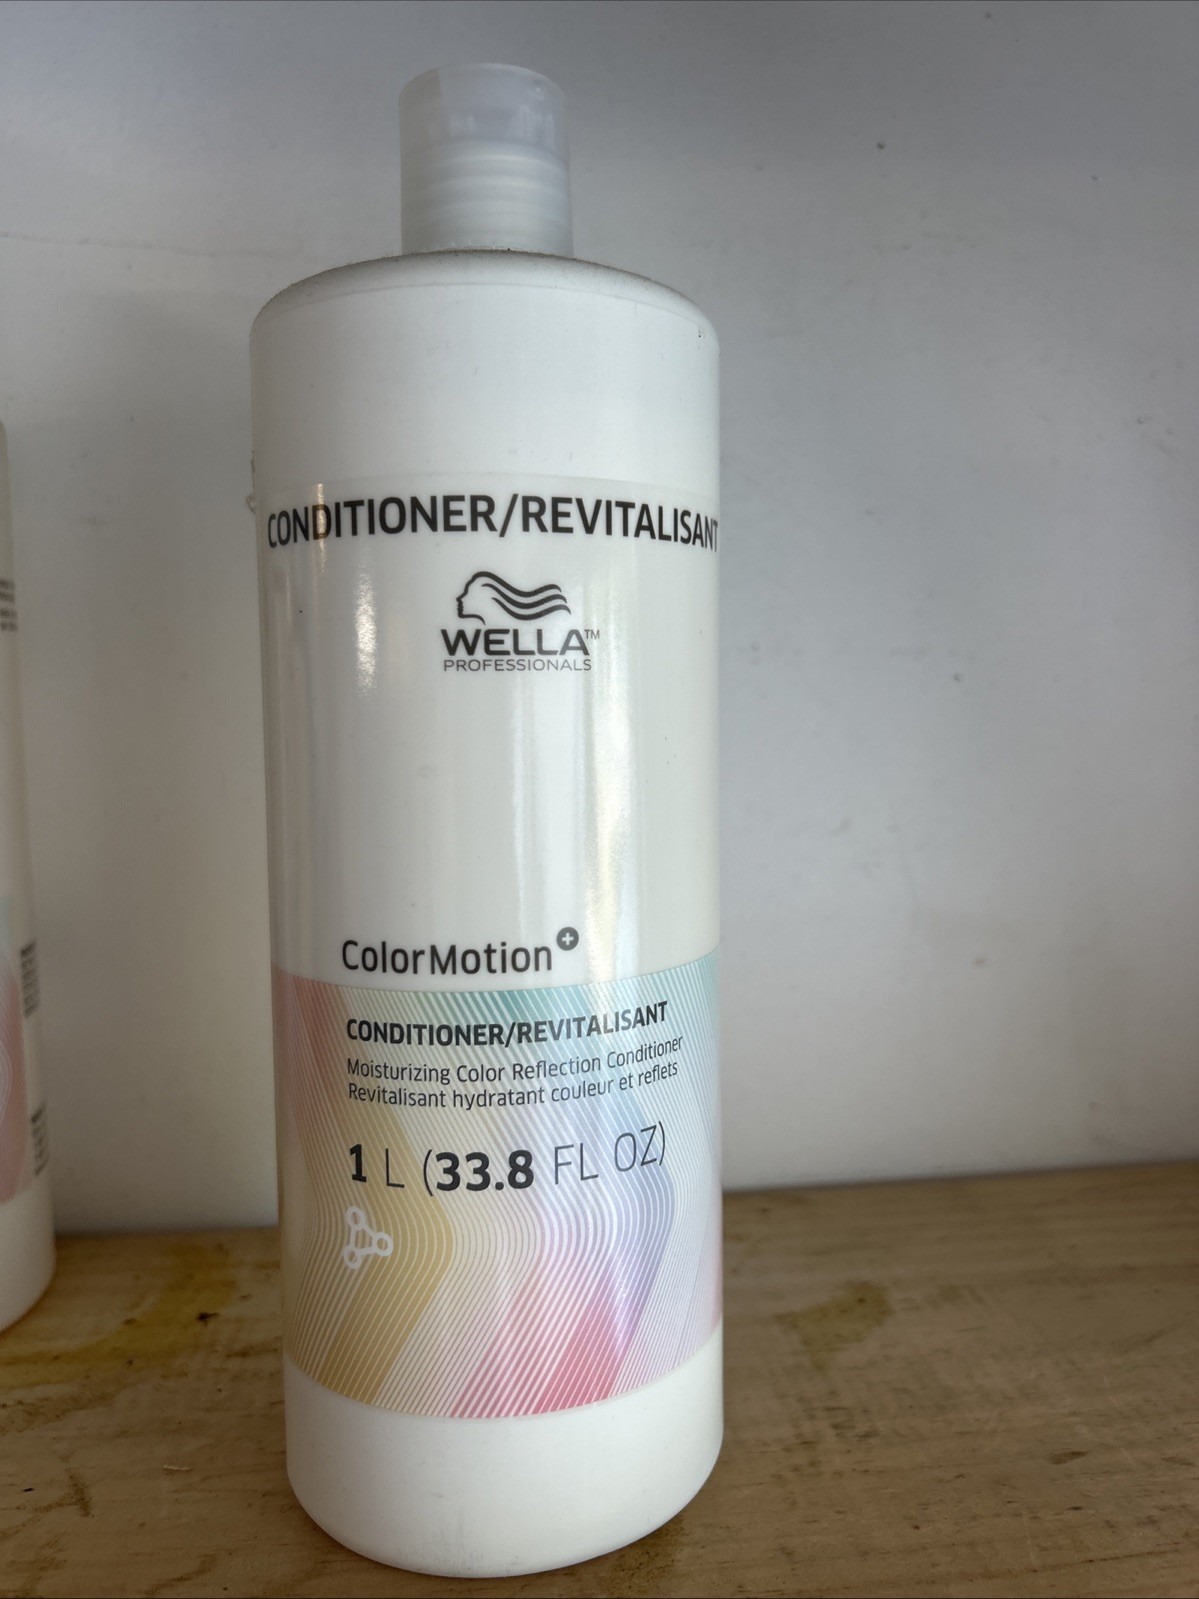 CONDITIONER/REVITALISANT
WELLA™
PROFESSIONALS
ColorMotion+
CONDITIONER/REVITALISANT
Moisturizing Color Reflection Conditioner
Revitalisant hydratant couleur et reflets
1 L (33.8 FL OZ)